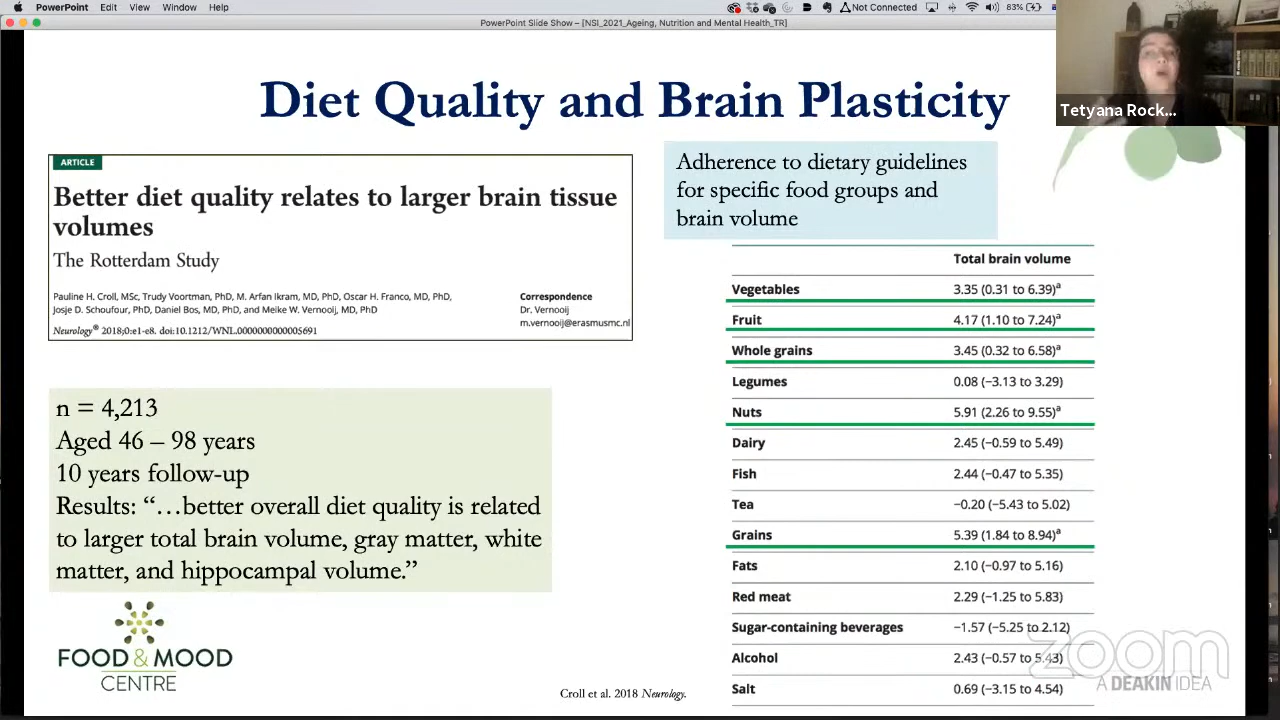 PowerPoint Edit View Window Help Not Connected 83%
PowerPoint Slide Show - [NSI_2021_Ageing, Nutrition and Mental Health_TR]
Tetyana Rock...
Diet Quality and Brain Plasticity
ARTICLE
Better diet quality relates to larger brain tissue
volumes
The Rotterdam Study
Pauline H. Croll, MSc, Trudy Voortman, PhD, M. Arfan Ikram, MD, PhD, Oscar H. Franco, MD, PhD,
Josje D. Schoufour, PhD, Daniel Bos, MD, PhD, and Meike W. Vernooij, MD, PhD
Neurology® 2018;0:e1-e8. doi:10.1212/WNL.0000000000005691
Correspondence
Dr. Vernooij
m.vernooij@erasmusmc.nl
n = 4,213
Aged 46 – 98 years
10 years follow-up
Results: “…better overall diet quality is related
to larger total brain volume, gray matter, white
matter, and hippocampal volume.”
FOOD & MOOD
CENTRE
Adherence to dietary guidelines
for specific food groups and
brain volume
Total brain volume
Vegetables 3.35 (0.31 to 6.39)ᵃ
Fruit 4.17 (1.10 to 7.24)ᵃ
Whole grains 3.45 (0.32 to 6.58)ᵃ
Legumes 0.08 (−3.13 to 3.29)
Nuts 5.91 (2.26 to 9.55)ᵃ
Dairy 2.45 (−0.59 to 5.49)
Fish 2.44 (−0.47 to 5.35)
Tea −0.20 (−5.43 to 5.02)
Grains 5.39 (1.84 to 8.94)ᵃ
Fats 2.10 (−0.97 to 5.16)
Red meat 2.29 (−1.25 to 5.83)
Sugar-containing beverages −1.57 (−5.25 to 2.12)
Alcohol 2.43 (−0.57 to 5.43)
Salt 0.69 (−3.15 to 4.54)
Croll et al. 2018 Neurology.
zoom
A DEAKIN IDEA